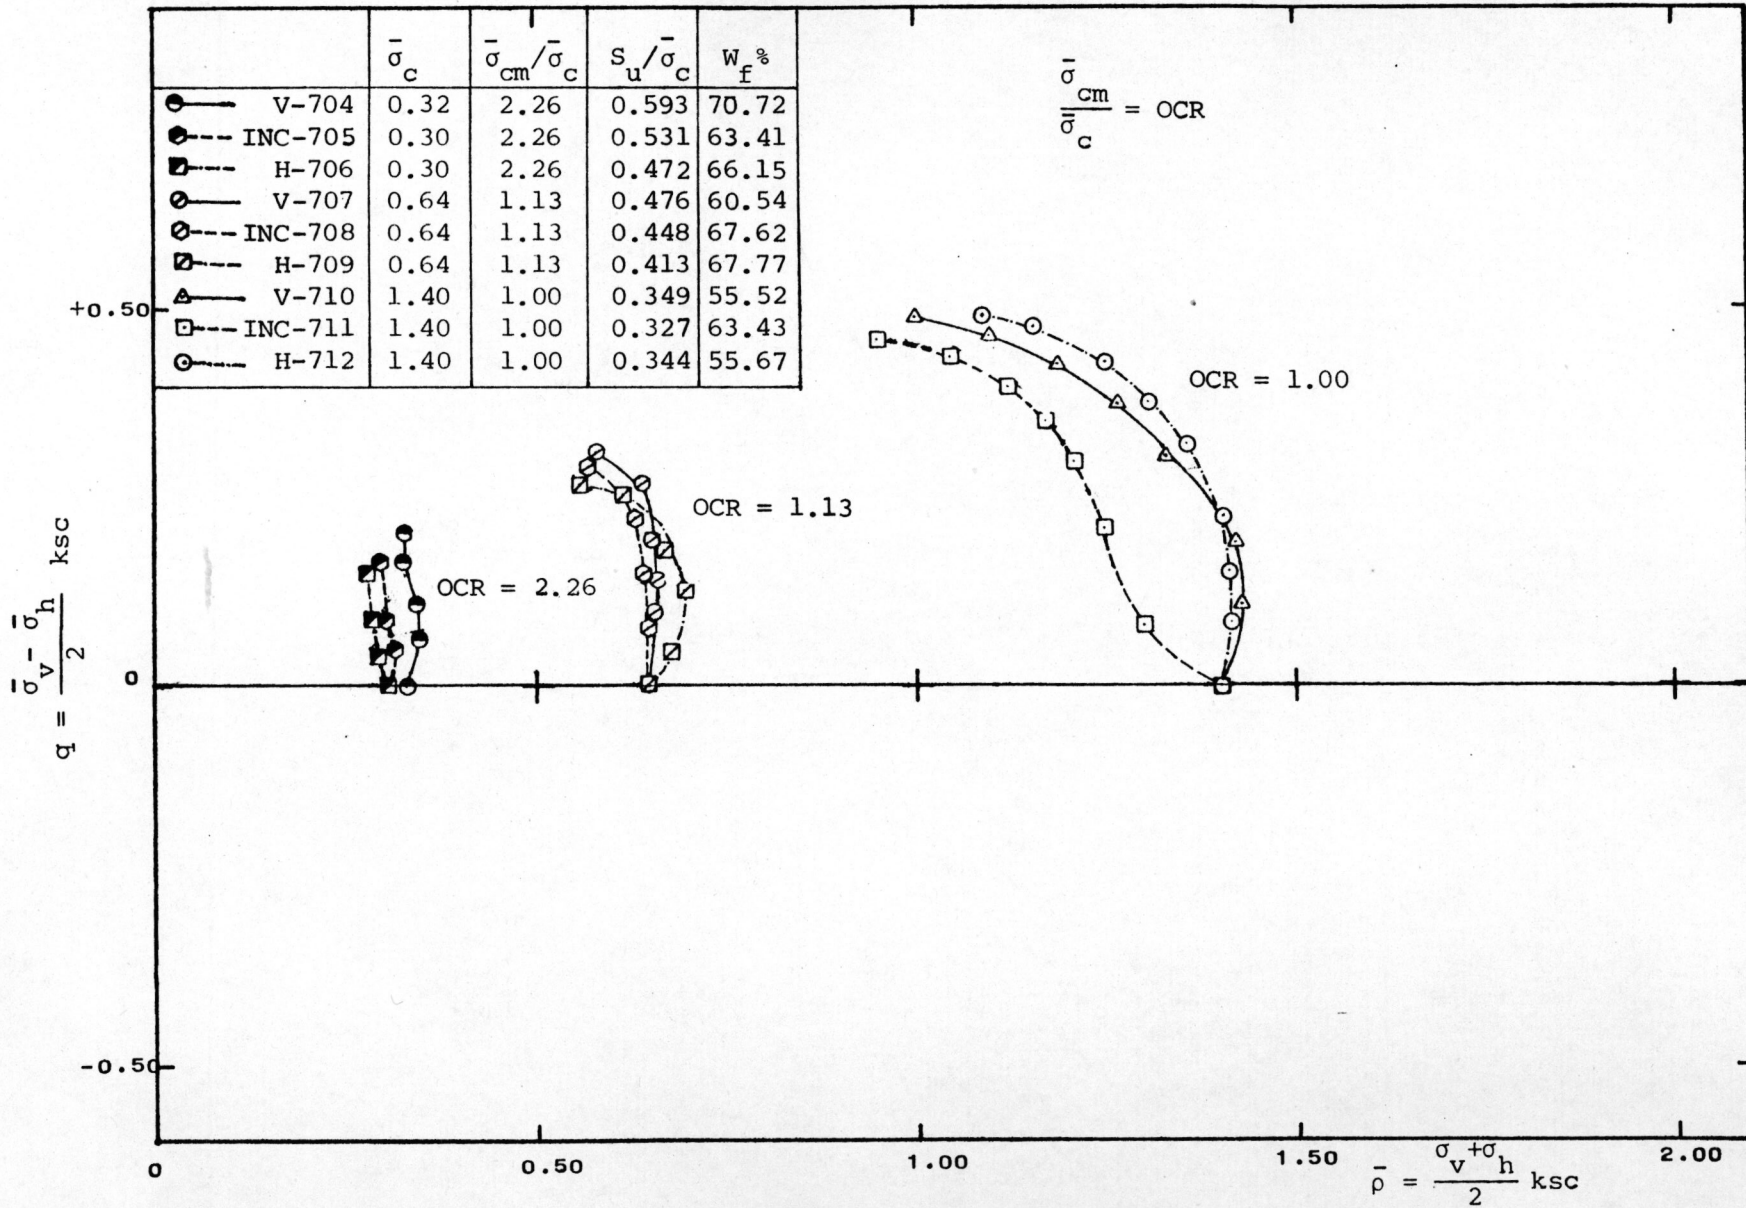 σ̄c σ̄cm/σ̄c Su/σ̄c Wf%
V-704 0.32 2.26 0.593 70.72
INC-705 0.30 2.26 0.531 63.41
H-706 0.30 2.26 0.472 66.15
V-707 0.64 1.13 0.476 60.54
INC-708 0.64 1.13 0.448 67.62
H-709 0.64 1.13 0.413 67.77
V-710 1.40 1.00 0.349 55.52
INC-711 1.40 1.00 0.327 63.43
H-712 1.40 1.00 0.344 55.67
σ̄cm/σ̄c = OCR
+0.50
OCR = 1.00
OCR = 1.13
OCR = 2.26
0
q = (σ̄v - σ̄h)/2 ksc
-0.50
0 0.50 1.00 1.50 2.00
ρ̄ = (σv+σh)/2 ksc